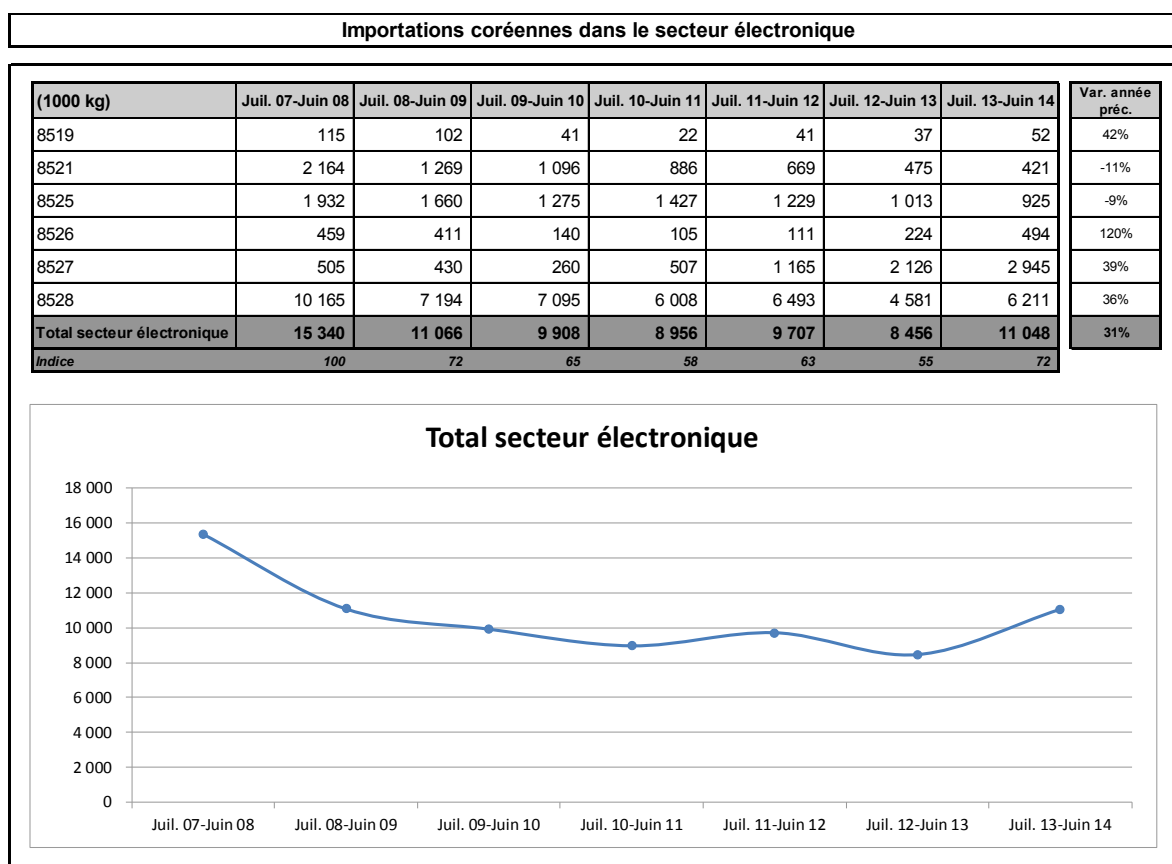 Importations coréennes dans le secteur électronique
(1000 kg) Juil. 07-Juin 08 Juil. 08-Juin 09 Juil. 09-Juin 10 Juil. 10-Juin 11 Juil. 11-Juin 12 Juil. 12-Juin 13 Juil. 13-Juin 14 Var. année préc.
8519 115 102 41 22 41 37 52 42%
8521 2 164 1 269 1 096 886 669 475 421 -11%
8525 1 932 1 660 1 275 1 427 1 229 1 013 925 -9%
8526 459 411 140 105 111 224 494 120%
8527 505 430 260 507 1 165 2 126 2 945 39%
8528 10 165 7 194 7 095 6 008 6 493 4 581 6 211 36%
Total secteur électronique 15 340 11 066 9 908 8 956 9 707 8 456 11 048 31%
Indice 100 72 65 58 63 55 72
Total secteur électronique
18 000
16 000
14 000
12 000
10 000
8 000
6 000
4 000
2 000
0
Juil. 07-Juin 08 Juil. 08-Juin 09 Juil. 09-Juin 10 Juil. 10-Juin 11 Juil. 11-Juin 12 Juil. 12-Juin 13 Juil. 13-Juin 14